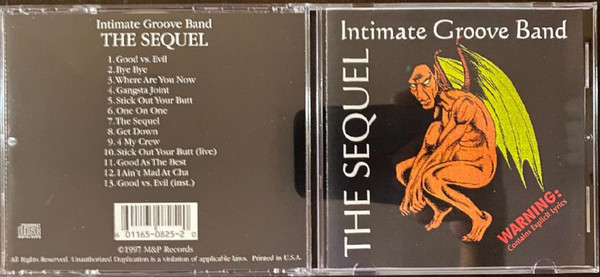 Intimate Groove Band
THE SEQUEL
1. Good vs. Evil
2. Bye Bye
3. Where Are You Now
4. Gangsta Joint
5. Stick Out Your Butt
6. One On One
7. The Sequel
8. Get Down
9. 4 My Crew
10. Stick Out Your Butt (live)
11. Good As The Best
12. I Ain't Mad At Cha
13. Good vs. Evil (inst.)
6 01165-0825-2 0
©1997 M&P Records
All Rights Reserved. Unauthorized Duplication is a violation of applicable laws. Printed in U.S.A.
Intimate Groove Band
THE SEQUEL
WARNING:
Contains Explicit Lyrics